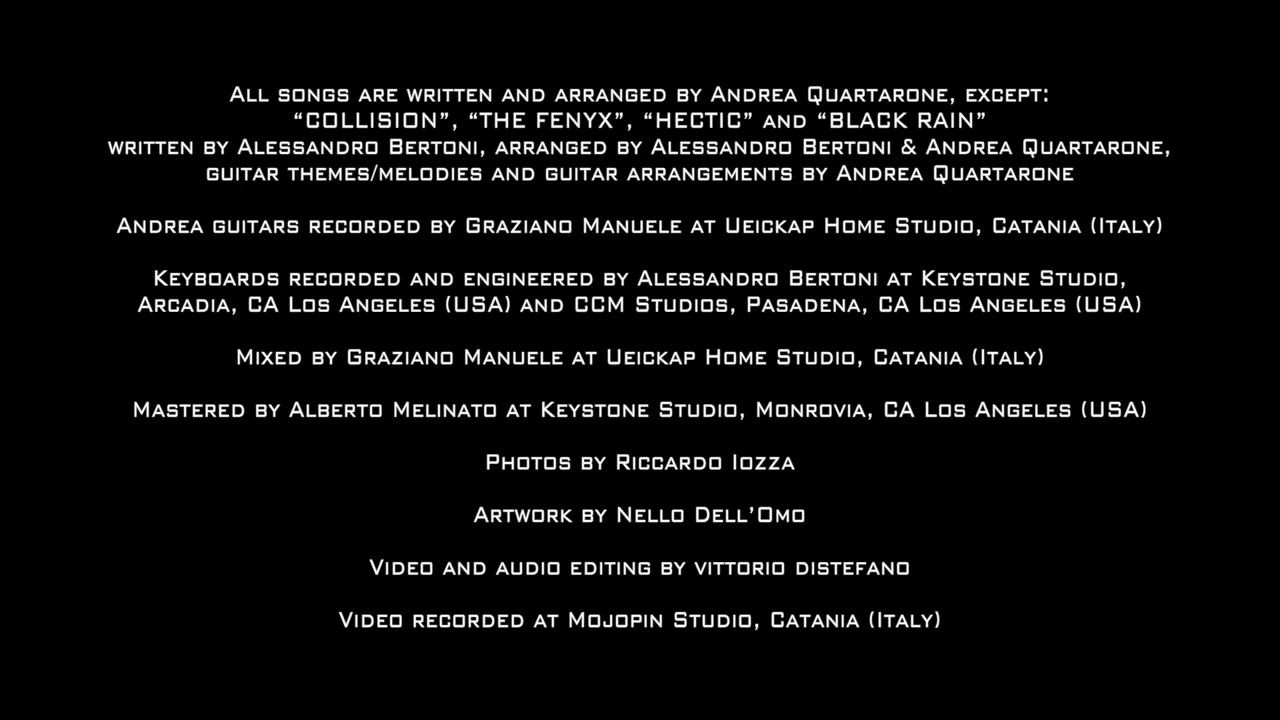 All songs are written and arranged by Andrea Quartarone, except:
“COLLISION”, “THE FENYX”, “HECTIC” and “BLACK RAIN”
written by Alessandro Bertoni, arranged by Alessandro Bertoni & Andrea Quartarone,
guitar themes/melodies and guitar arrangements by Andrea Quartarone
Andrea guitars recorded by Graziano Manuele at Ueickap Home Studio, Catania (Italy)
Keyboards recorded and engineered by Alessandro Bertoni at Keystone Studio,
Arcadia, CA Los Angeles (USA) and CCM Studios, Pasadena, CA Los Angeles (USA)
Mixed by Graziano Manuele at Ueickap Home Studio, Catania (Italy)
Mastered by Alberto Melinato at Keystone Studio, Monrovia, CA Los Angeles (USA)
Photos by Riccardo Iozza
Artwork by Nello Dell’Omo
Video and audio editing by vittorio distefano
Video recorded at Mojopin Studio, Catania (Italy)